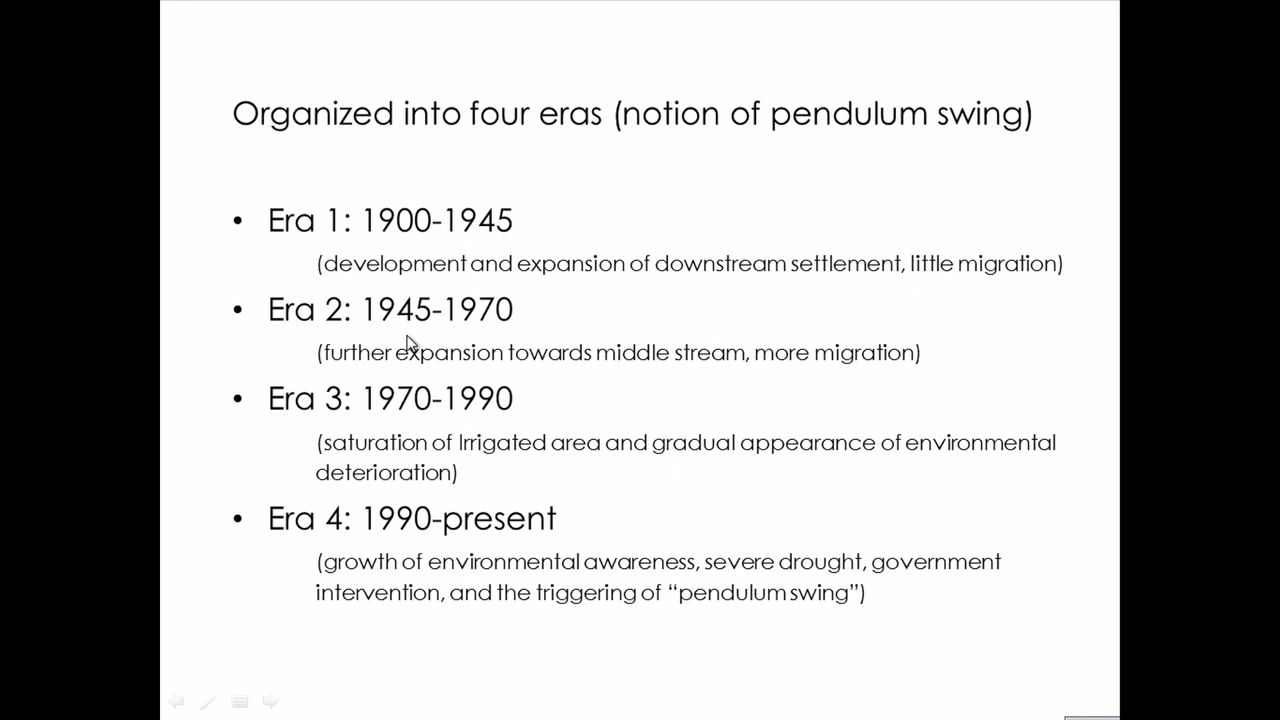 Organized into four eras (notion of pendulum swing)
• Era 1: 1900-1945
(development and expansion of downstream settlement, little migration)
• Era 2: 1945-1970
(further expansion towards middle stream, more migration)
• Era 3: 1970-1990
(saturation of Irrigated area and gradual appearance of environmental
deterioration)
• Era 4: 1990-present
(growth of environmental awareness, severe drought, government
intervention, and the triggering of “pendulum swing”)